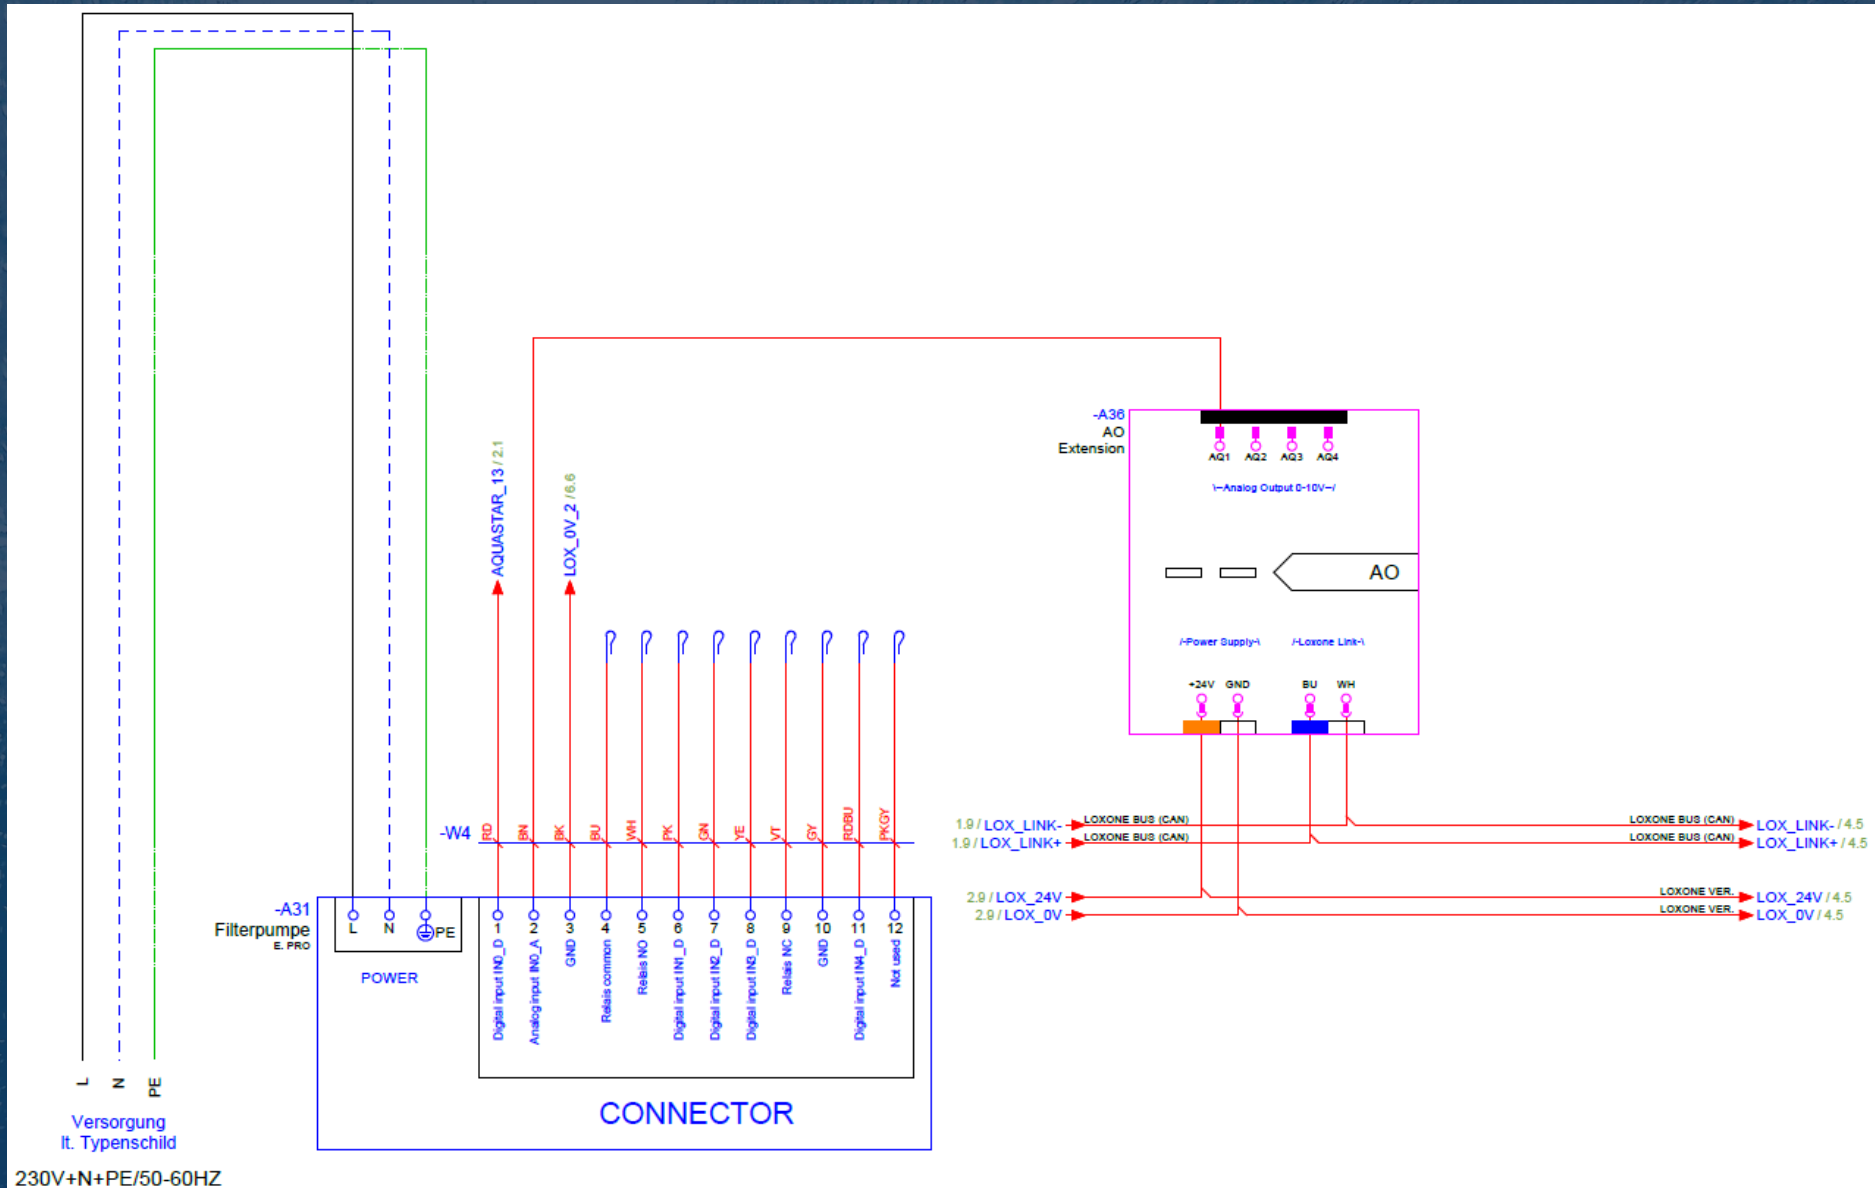 AQUASTAR_13 / 2.1
LOX_0V_2 / 6.6
-A36
AO
Extension
AQ1 AQ2 AQ3 AQ4
\--Analog Output 0-10V--/
AO
/-Power Supply-\ /-Loxone Link-\
+24V GND BU WH
-W4
RD BN BK BU WH PK GN YE VT GY RDBU PKGY
1.9 / LOX_LINK- LOXONE BUS (CAN) LOXONE BUS (CAN) LOX_LINK- / 4.5
1.9 / LOX_LINK+ LOXONE BUS (CAN) LOXONE BUS (CAN) LOX_LINK+ / 4.5
2.9 / LOX_24V LOXONE VER. LOX_24V / 4.5
2.9 / LOX_0V LOXONE VER. LOX_0V / 4.5
-A31
Filterpumpe
E. PRO
L N PE
POWER
1 2 3 4 5 6 7 8 9 10 11 12
Digital input IN0_D
Analog input IN0_A
GND
Relais common
Relais NO
Digital input IN1_D
Digital input IN2_D
Digital input IN3_D
Relais NC
GND
Digital input IN4_D
Not used
CONNECTOR
L N PE
Versorgung
lt. Typenschild
230V+N+PE/50-60HZ